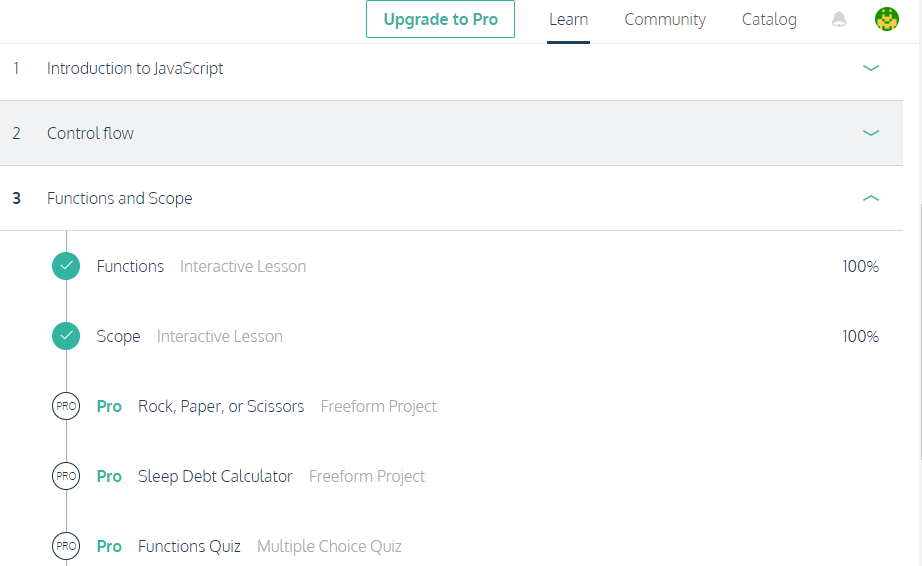 Upgrade to Pro Learn Community Catalog
1 Introduction to JavaScript
2 Control flow
3 Functions and Scope
Functions Interactive Lesson 100%
Scope Interactive Lesson 100%
PRO Pro Rock, Paper, or Scissors Freeform Project
PRO Pro Sleep Debt Calculator Freeform Project
PRO Pro Functions Quiz Multiple Choice Quiz